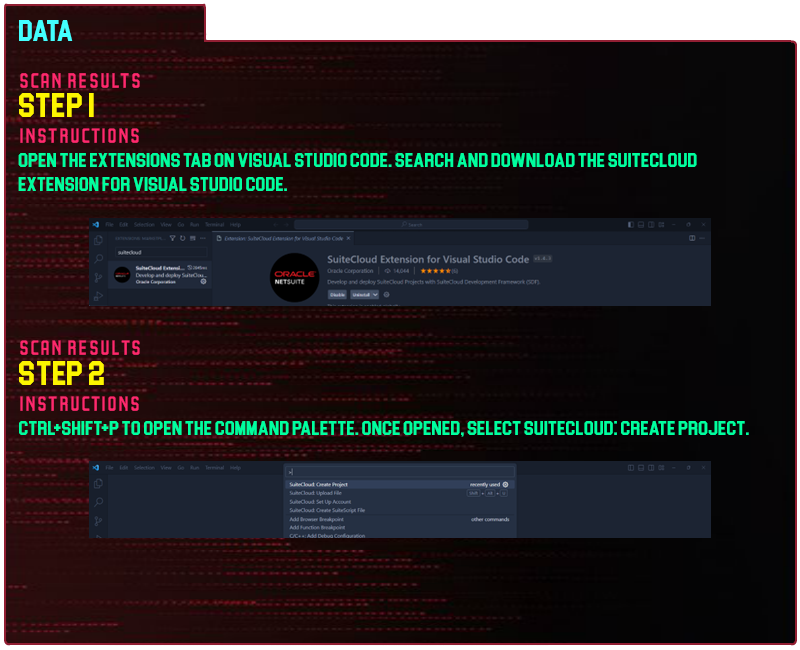 DATA
SCAN RESULTS
STEP 1
INSTRUCTIONS
OPEN THE EXTENSIONS TAB ON VISUAL STUDIO CODE. SEARCH AND DOWNLOAD THE SUITECLOUD
EXTENSION FOR VISUAL STUDIO CODE.
File Edit Selection View Go Run Terminal Help
Search
Extension: SuiteCloud Extension for Visual Studio Code
suitecloud
SuiteCloud Extensi...
Develop and deploy SuiteClou...
Oracle Corporation
ORACLE
NETSUITE
SuiteCloud Extension for Visual Studio Code
Oracle Corporation
Develop and deploy SuiteCloud Projects with SuiteCloud Development Framework (SDF).
Disable Uninstall
SCAN RESULTS
STEP 2
INSTRUCTIONS
CTRL+SHIFT+P TO OPEN THE COMMAND PALETTE. ONCE OPENED, SELECT SUITECLOUD: CREATE PROJECT.
File Edit Selection View Go Run Terminal Help
SuiteCloud: Create Project recently used
SuiteCloud: Upload File
SuiteCloud: Set Up Account
SuiteCloud: Create SuiteScript File
Add Browser Breakpoint other commands
Add Function Breakpoint
C/C++: Add Debug Configuration